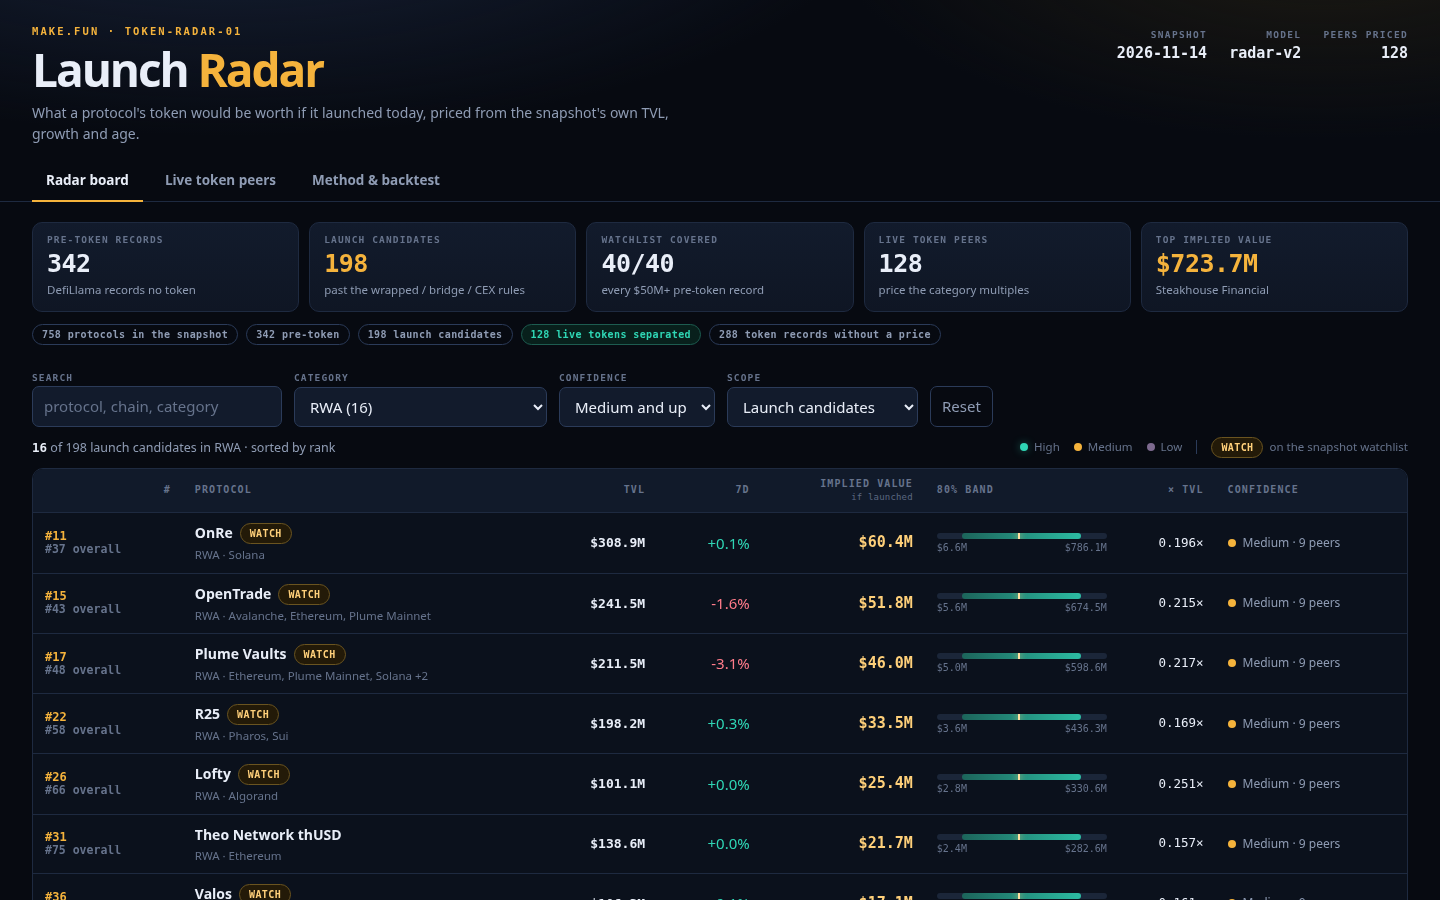 MAKE.FUN · TOKEN-RADAR-01
Launch Radar
What a protocol's token would be worth if it launched today, priced from the snapshot's own TVL,
growth and age.
SNAPSHOT
2026-11-14
MODEL
radar-v2
PEERS PRICED
128
Radar board
Live token peers
Method & backtest
PRE-TOKEN RECORDS
342
DefiLlama records no token
LAUNCH CANDIDATES
198
past the wrapped / bridge / CEX rules
WATCHLIST COVERED
40/40
every $50M+ pre-token record
LIVE TOKEN PEERS
128
price the category multiples
TOP IMPLIED VALUE
$723.7M
Steakhouse Financial
758 protocols in the snapshot
342 pre-token
198 launch candidates
128 live tokens separated
288 token records without a price
SEARCH
protocol, chain, category
CATEGORY
RWA (16)
CONFIDENCE
Medium and up
SCOPE
Launch candidates
Reset
16 of 198 launch candidates in RWA · sorted by rank
High
Medium
Low
WATCH on the snapshot watchlist
# PROTOCOL TVL 7D IMPLIED VALUE if launched 80% BAND × TVL CONFIDENCE
#11
#37 overall
OnRe WATCH
RWA · Solana
$308.9M
+0.1%
$60.4M
$6.6M $786.1M
0.196×
Medium · 9 peers
#15
#43 overall
OpenTrade WATCH
RWA · Avalanche, Ethereum, Plume Mainnet
$241.5M
-1.6%
$51.8M
$5.6M $674.5M
0.215×
Medium · 9 peers
#17
#48 overall
Plume Vaults WATCH
RWA · Ethereum, Plume Mainnet, Solana +2
$211.5M
-3.1%
$46.0M
$5.0M $598.6M
0.217×
Medium · 9 peers
#22
#58 overall
R25 WATCH
RWA · Pharos, Sui
$198.2M
+0.3%
$33.5M
$3.6M $436.3M
0.169×
Medium · 9 peers
#26
#66 overall
Lofty WATCH
RWA · Algorand
$101.1M
+0.0%
$25.4M
$2.8M $330.6M
0.251×
Medium · 9 peers
#31
#75 overall
Theo Network thUSD
RWA · Ethereum
$138.6M
+0.0%
$21.7M
$2.4M $282.6M
0.157×
Medium · 9 peers
#36
Valos WATCH